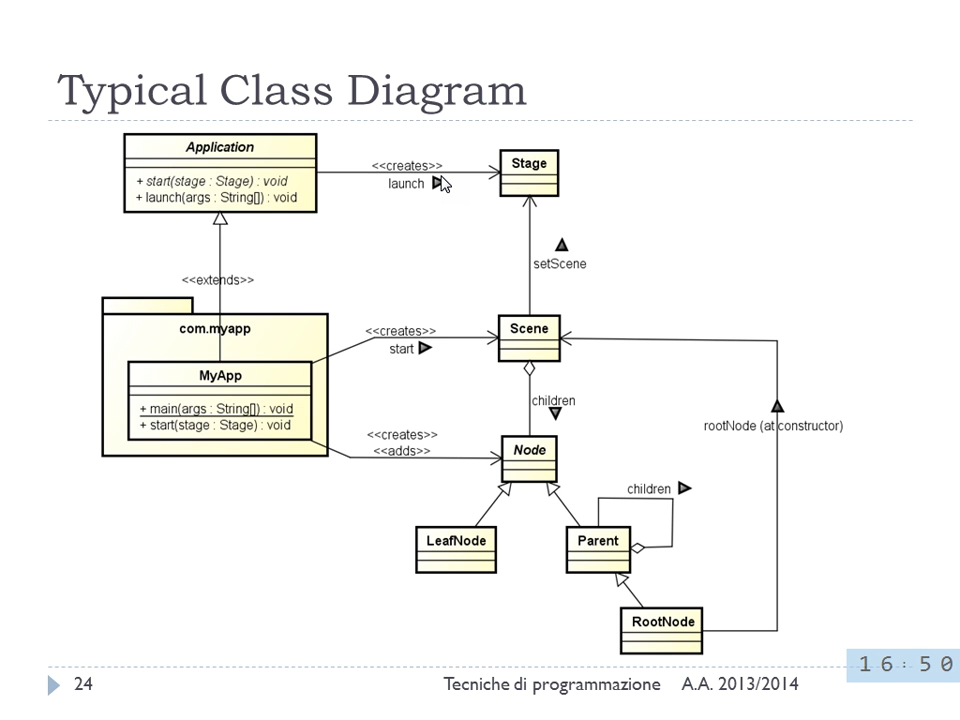 Typical Class Diagram
Application
+ start(stage : Stage) : void
+ launch(args : String[]) : void
<<creates>>
launch
Stage
setScene
<<extends>>
com.myapp
MyApp
+ main(args : String[]) : void
+ start(stage : Stage) : void
<<creates>>
start
Scene
children
rootNode (at constructor)
<<creates>>
<<adds>>
Node
children
LeafNode
Parent
RootNode
24
Tecniche di programmazione
A.A. 2013/2014
16:50